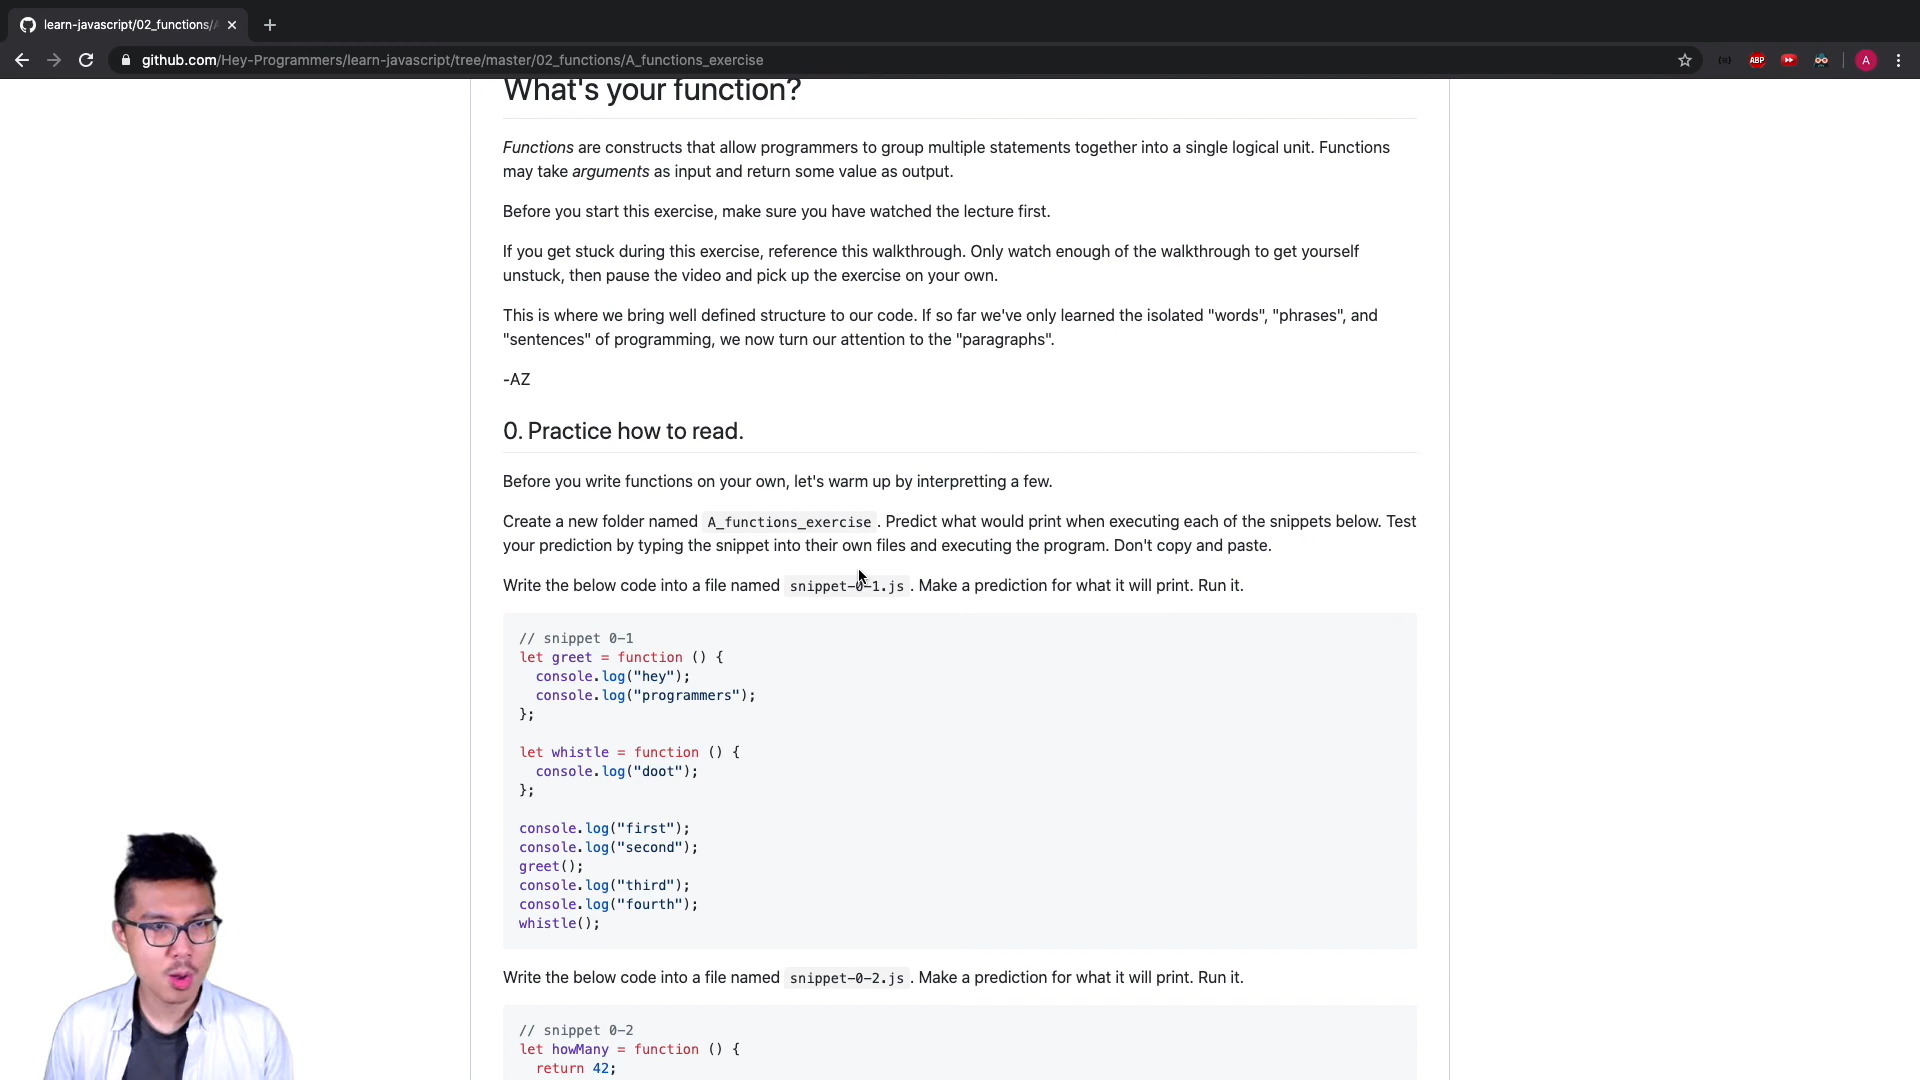 learn-javascript/02_functions/A
github.com/Hey-Programmers/learn-javascript/tree/master/02_functions/A_functions_exercise
ABP
A
What's your function?
Functions are constructs that allow programmers to group multiple statements together into a single logical unit. Functions
may take arguments as input and return some value as output.
Before you start this exercise, make sure you have watched the lecture first.
If you get stuck during this exercise, reference this walkthrough. Only watch enough of the walkthrough to get yourself
unstuck, then pause the video and pick up the exercise on your own.
This is where we bring well defined structure to our code. If so far we've only learned the isolated "words", "phrases", and
"sentences" of programming, we now turn our attention to the "paragraphs".
-AZ
0. Practice how to read.
Before you write functions on your own, let's warm up by interpretting a few.
Create a new folder named A_functions_exercise . Predict what would print when executing each of the snippets below. Test
your prediction by typing the snippet into their own files and executing the program. Don't copy and paste.
Write the below code into a file named snippet-0-1.js . Make a prediction for what it will print. Run it.
// snippet 0-1
let greet = function () {
console.log("hey");
console.log("programmers");
};
let whistle = function () {
console.log("doot");
};
console.log("first");
console.log("second");
greet();
console.log("third");
console.log("fourth");
whistle();
Write the below code into a file named snippet-0-2.js . Make a prediction for what it will print. Run it.
// snippet 0-2
let howMany = function () {
return 42;